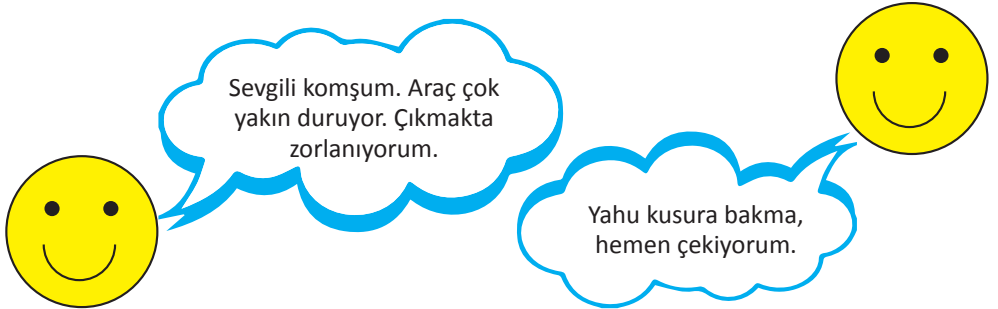 Sevgili komşum. Araç çok
yakın duruyor. Çıkmakta
zorlanıyorum.
Yahu kusura bakma,
hemen çekiyorum.